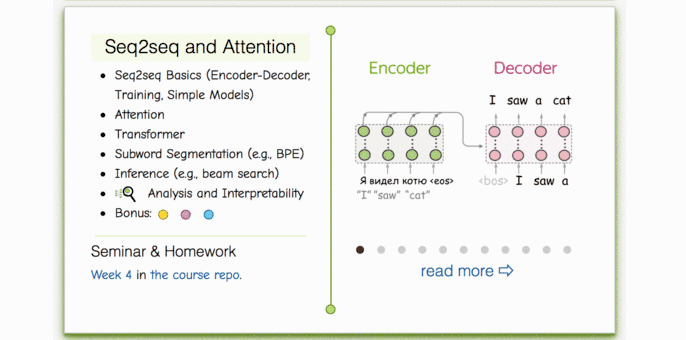 Seq2seq and Attention
Seq2seq Basics (Encoder-Decoder,
Training, Simple Models)
Attention
Transformer
Subword Segmentation (e.g., BPE)
Inference (e.g., beam search)
Analysis and Interpretability
Bonus:
Seminar & Homework
Week 4 in the course repo.
Encoder
Decoder
I saw a cat
Я видел котю <eos>
"I" "saw" "cat"
<bos> I saw a
read more ⇨